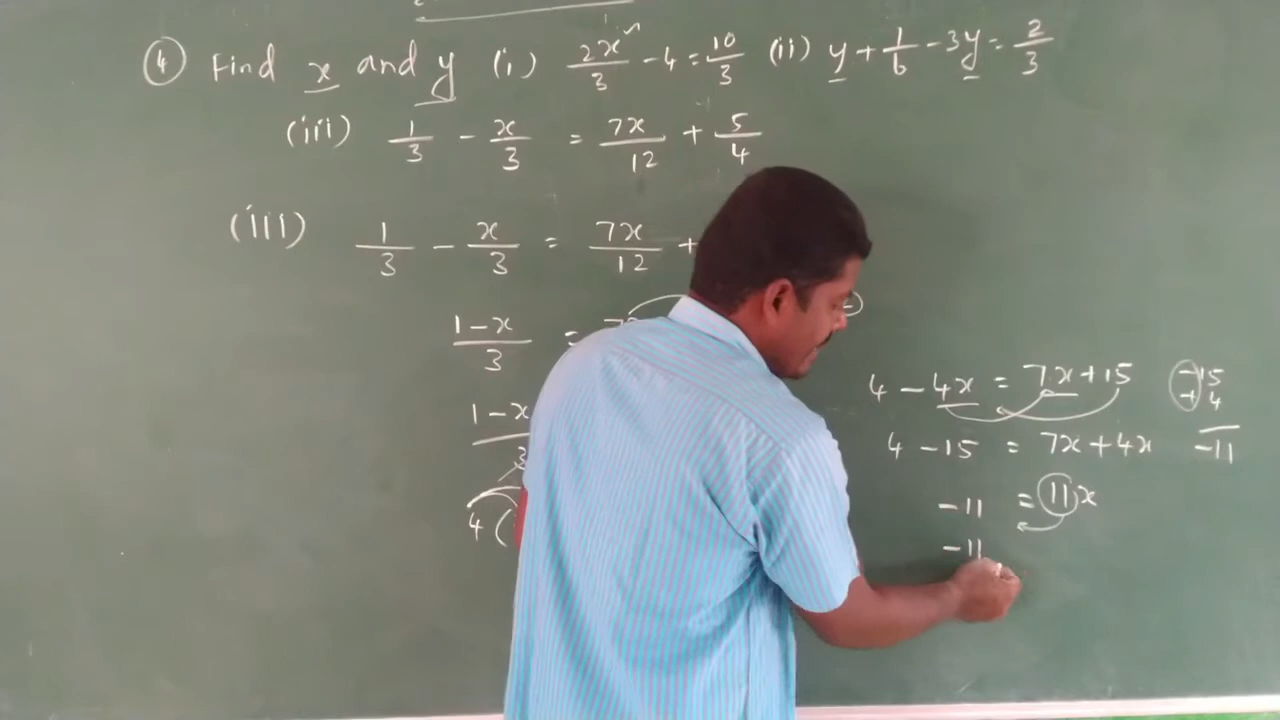 ④ Find x and y (i) 2x/3 - 4 = 10/3 (ii) y + 1/6 - 3y = 2/3
(iii) 1/3 - x/3 = 7x/12 + 5/4
(iii) 1/3 - x/3 = 7x/12 +
1-x/3 =
1-x
4(
4 - 4x = 7x + 15
4 - 15 = 7x + 4x
-11 = 11x
-11
-15
+4
-11